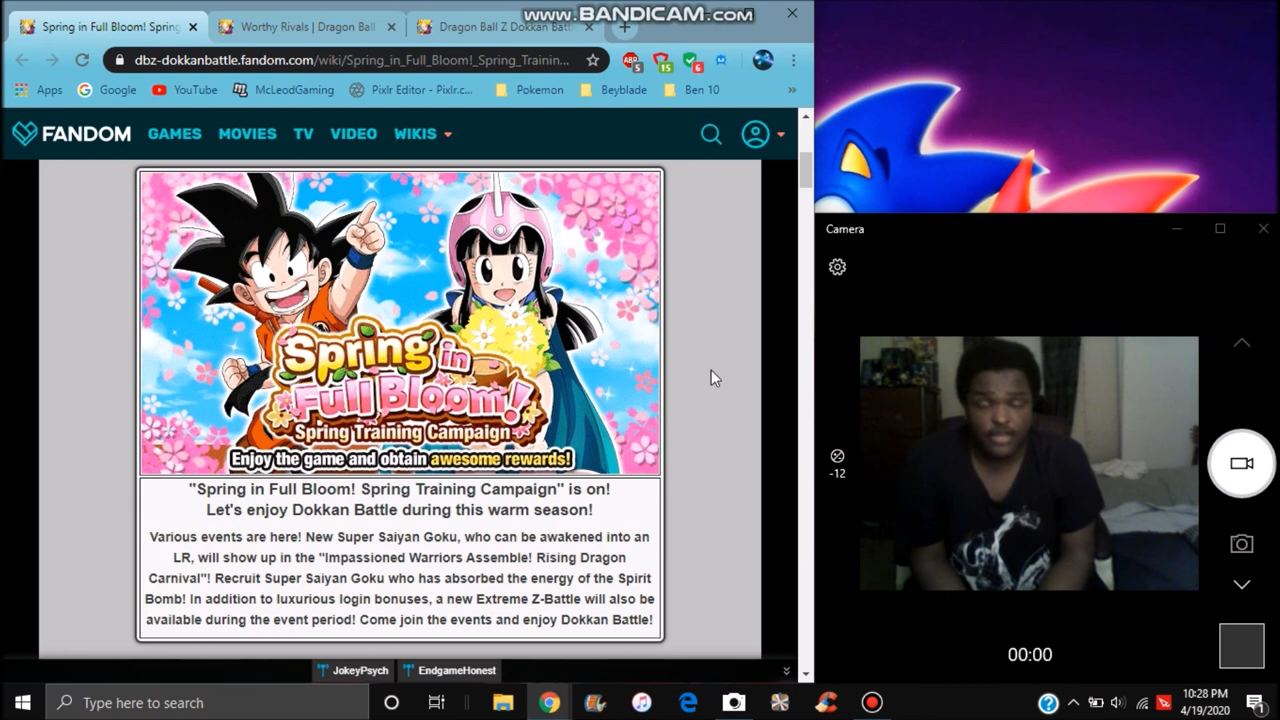 www.BANDICAM.com
Spring in Full Bloom! Spring
Worthy Rivals | Dragon Ball
Dragon Ball Z Dokkan Battl
dbz-dokkanbattle.fandom.com/wiki/Spring_in_Full_Bloom!_Spring_Trainin...
ABP 5
15
6
Apps
Google
YouTube
McLeodGaming
Pixlr Editor - Pixlr.c...
Pokemon
Beyblade
Ben 10
»
FANDOM
GAMES
MOVIES
TV
VIDEO
WIKIS
Camera
Spring in
Full Bloom!
Spring Training Campaign
Enjoy the game and obtain awesome rewards!
"Spring in Full Bloom! Spring Training Campaign" is on!
Let's enjoy Dokkan Battle during this warm season!
Various events are here! New Super Saiyan Goku, who can be awakened into an
LR, will show up in the "Impassioned Warriors Assemble! Rising Dragon
Carnival"! Recruit Super Saiyan Goku who has absorbed the energy of the Spirit
Bomb! In addition to luxurious login bonuses, a new Extreme Z-Battle will also be
available during the event period! Come join the events and enjoy Dokkan Battle!
-12
00:00
JokeyPsych
EndgameHonest
Type here to search
10:28 PM
4/19/2020
1